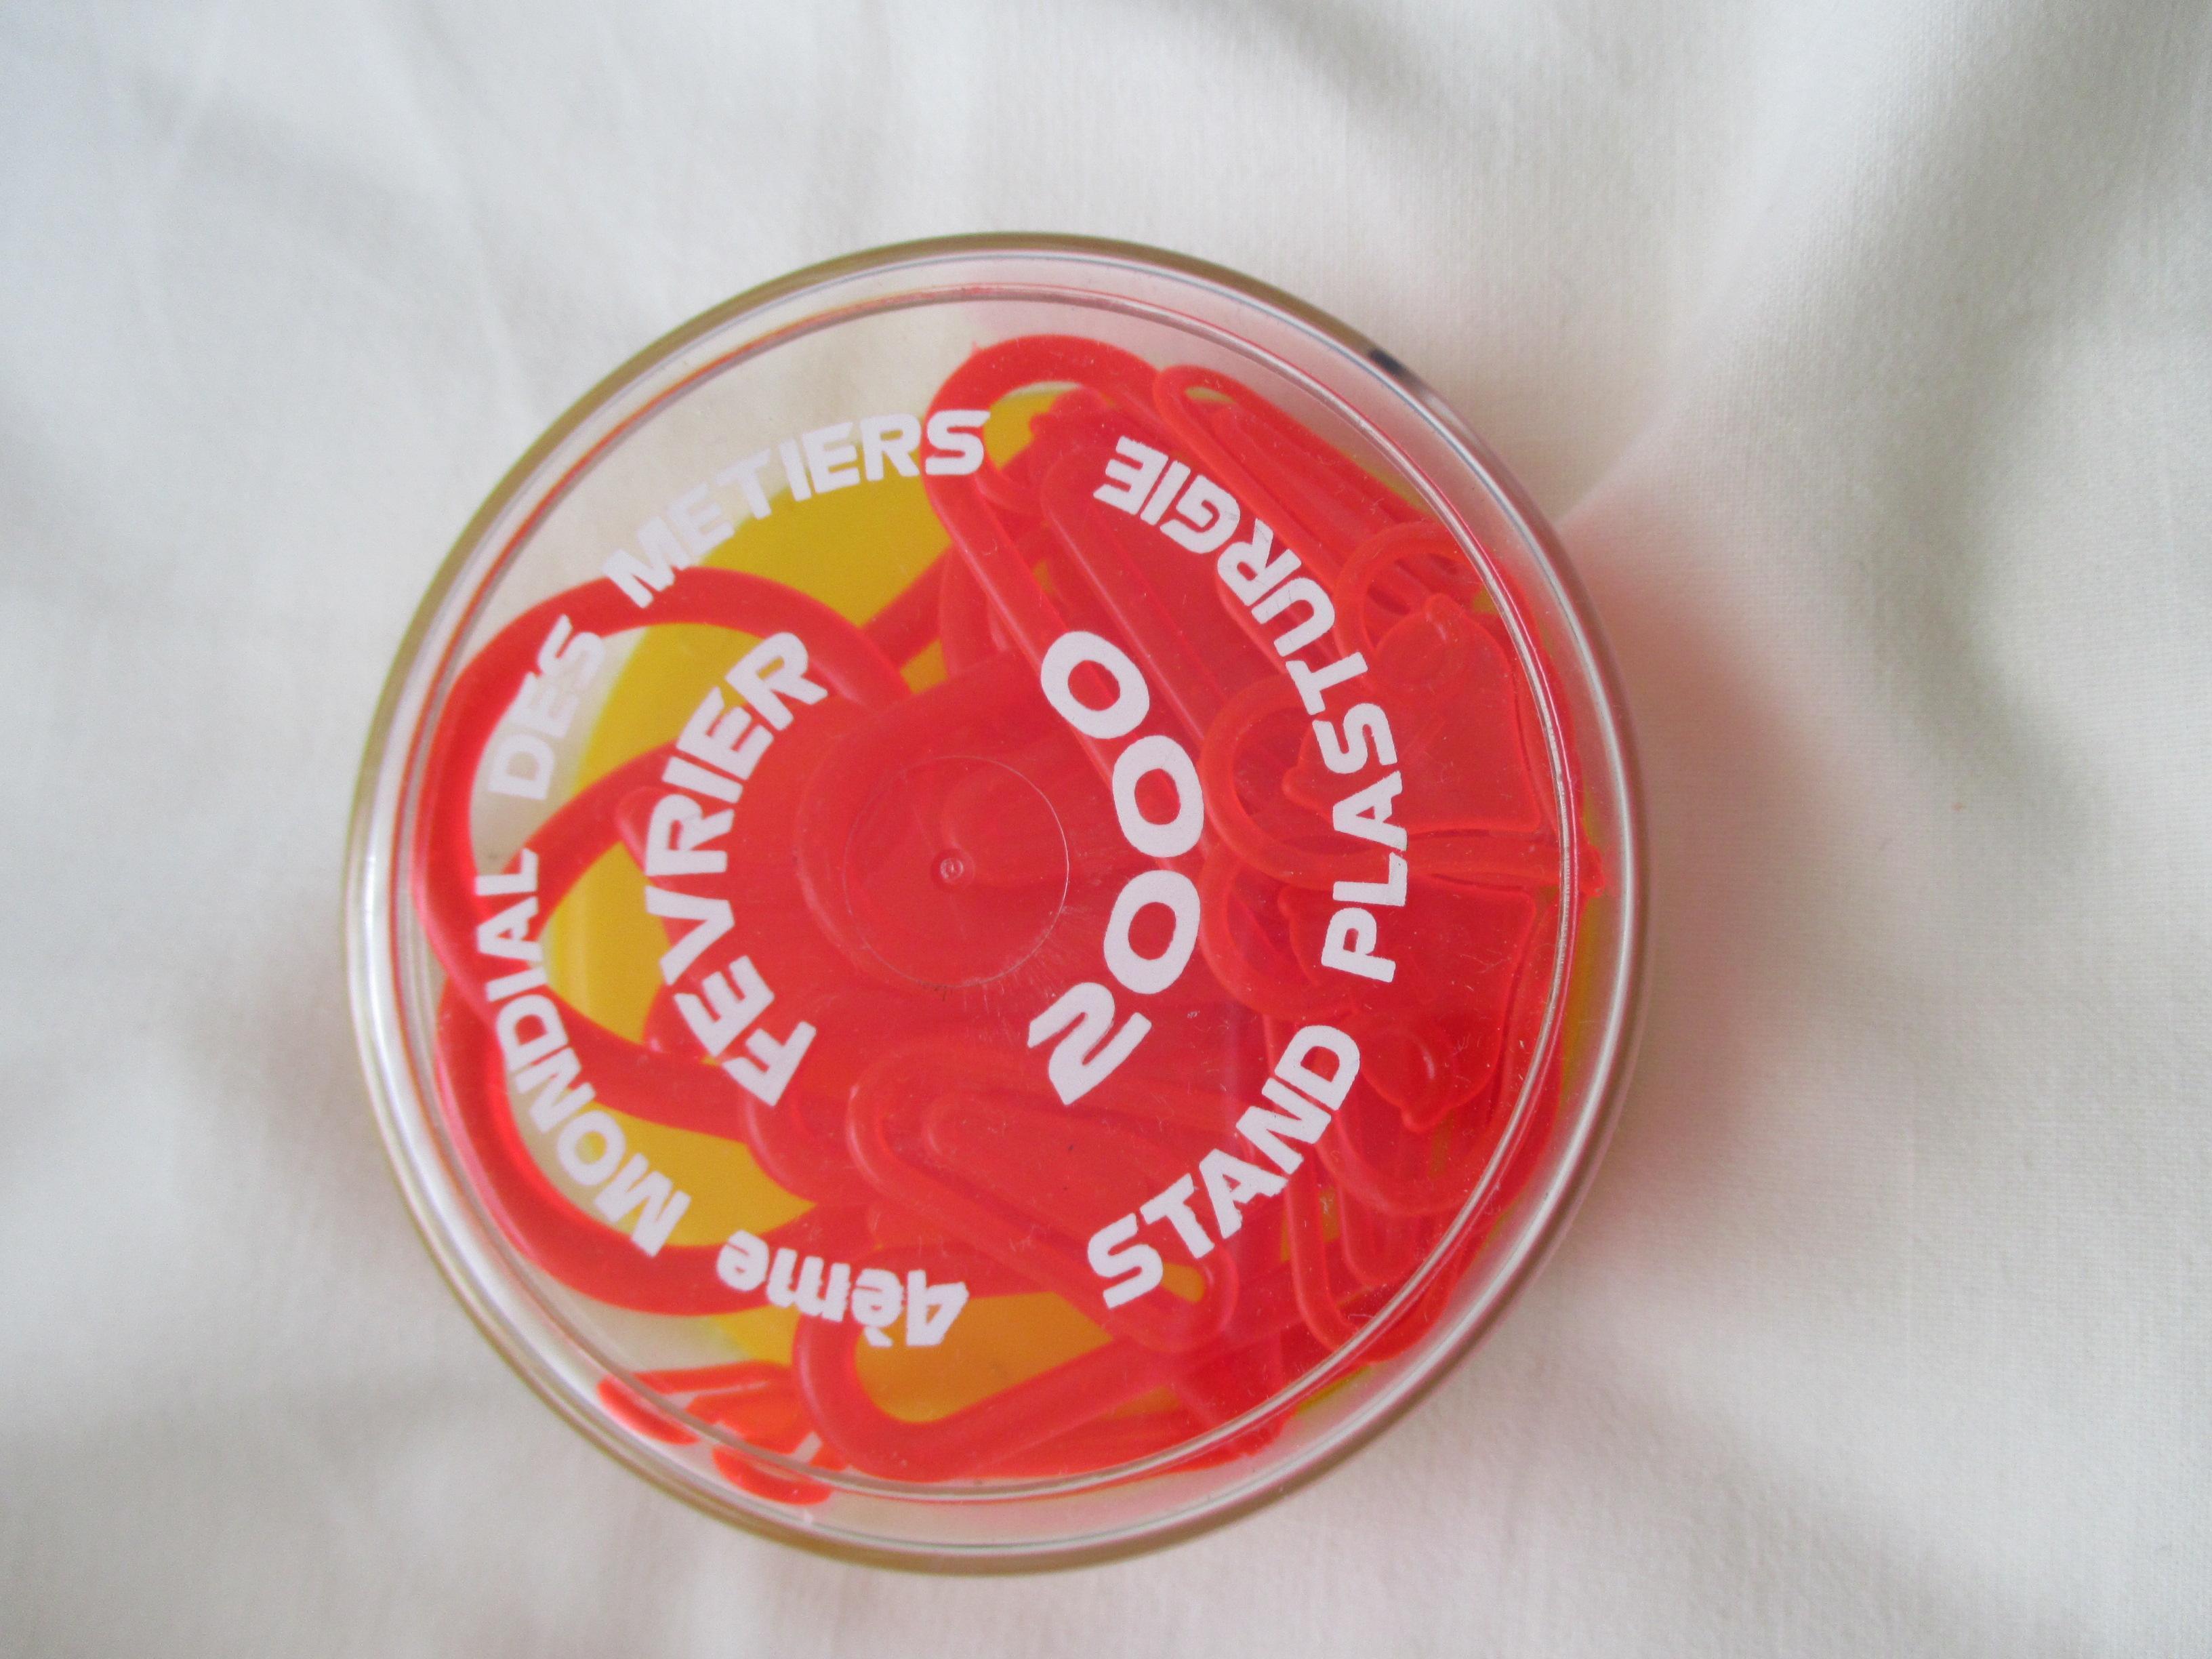 4ème MONDIAL DES METIERS
FEVRIER
2000
STAND PLASTURGIE